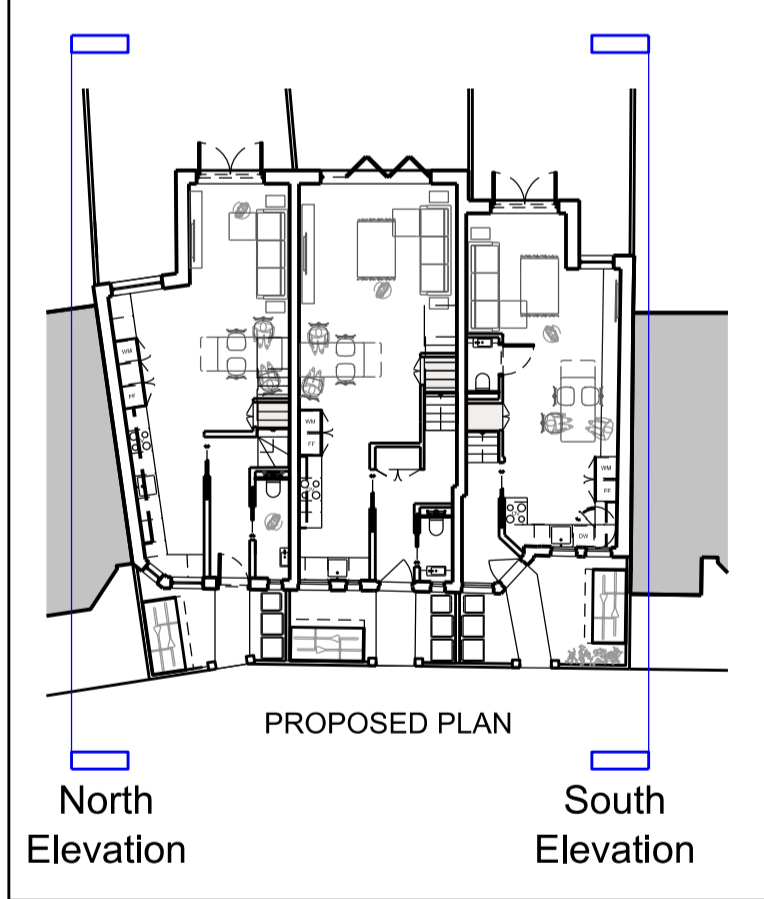 WM
FF
WM
FF
WM
FF
DW
PROPOSED PLAN
North
Elevation
South
Elevation